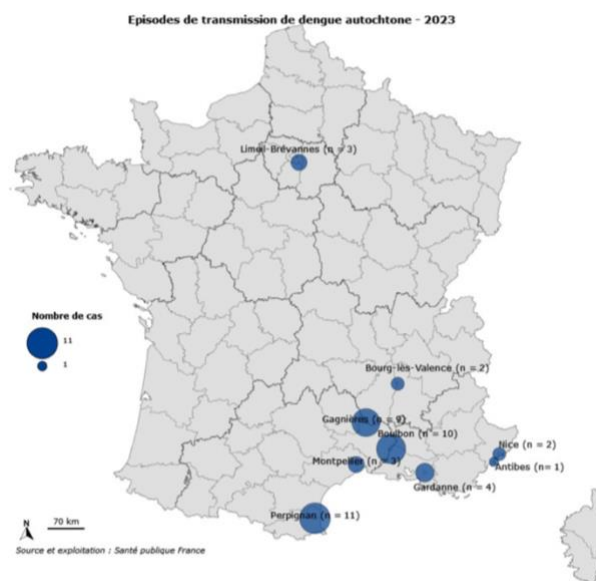 Episodes de transmission de dengue autochtone - 2023
Limeil-Brévannes (n = 3)
Nombre de cas
11
1
Bourg-lès-Valence (n = 2)
Gagnières (n = 9)
Boulbon (n = 10)
Nice (n = 2)
Montpellier (n = 3)
Antibes (n= 1)
Gardanne (n = 4)
Perpignan (n = 11)
N
70 km
Source et exploitation : Santé publique France